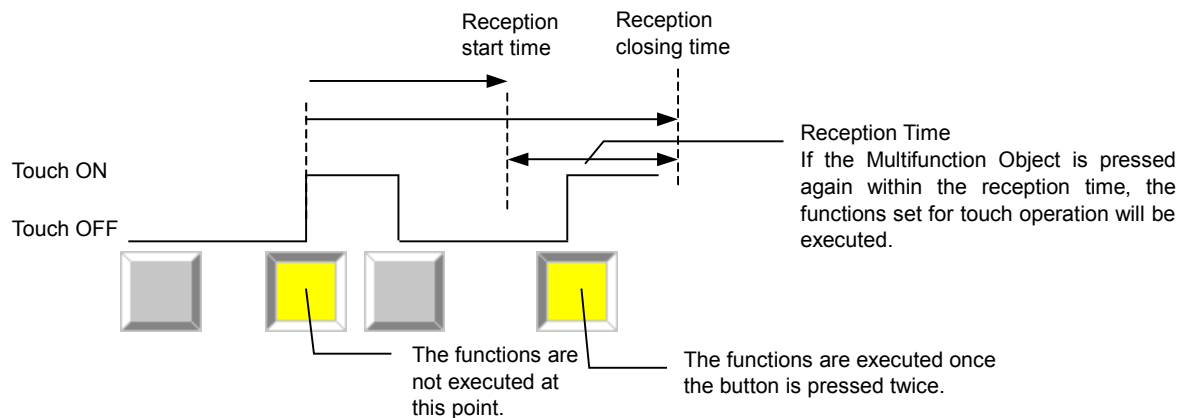 Reception
start time
Reception
closing time
Reception Time
If the Multifunction Object is pressed
again within the reception time, the
functions set for touch operation will be
executed.
Touch ON
Touch OFF
The functions are
not executed at
this point.
The functions are executed once
the button is pressed twice.